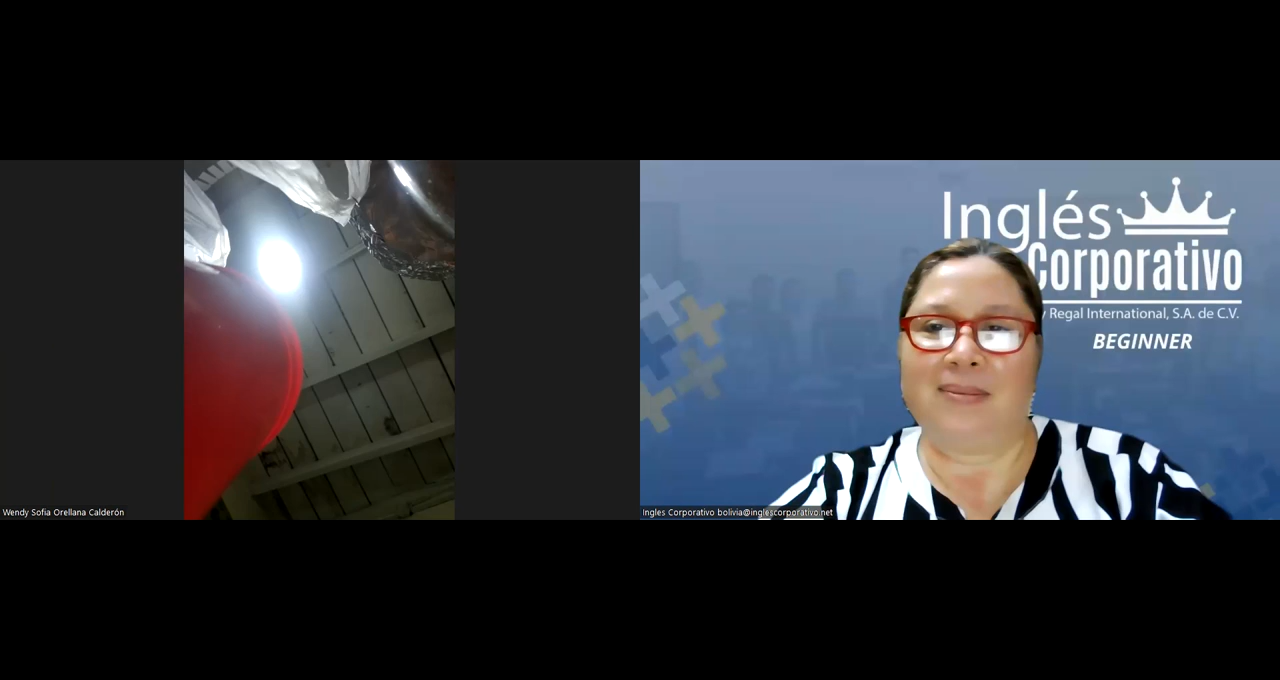 Inglés
Corporativo
y Regal International, S.A. de C.V.
BEGINNER
Wendy Sofia Orellana Calderón
Ingles Corporativo bolivia@inglescorporativo.net